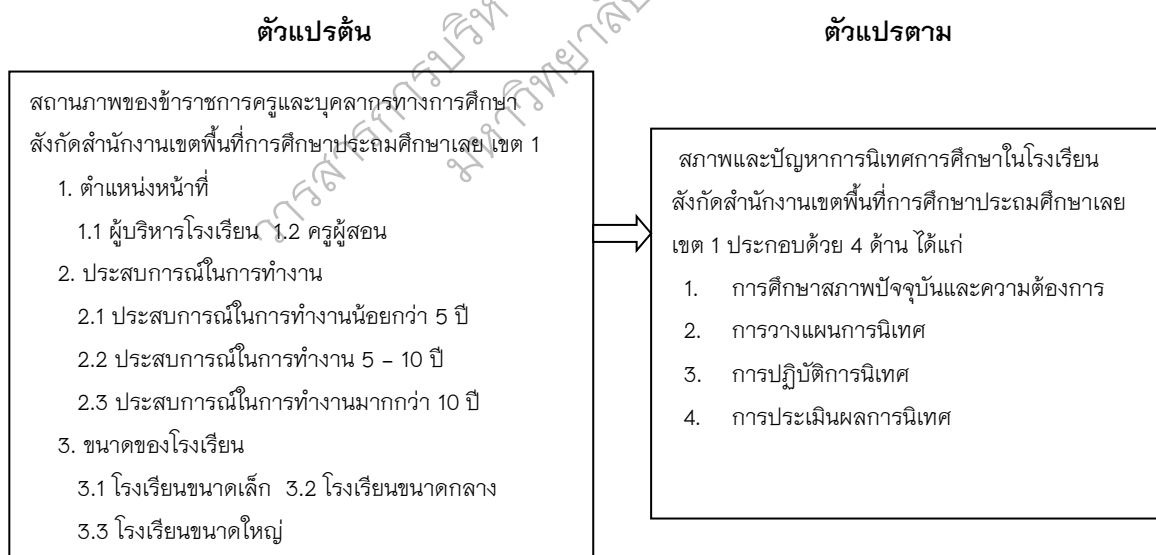 ตัวแปรต้น
สถานภาพของข้าราชการครูและบุคลากรทางการศึกษา
สังกัดสำนักงานเขตพื้นที่การศึกษาประถมศึกษาเลย เขต 1
1. ตำแหน่งหน้าที่
1.1 ผู้บริหารโรงเรียน 1.2 ครูผู้สอน
2. ประสบการณ์ในการทำงาน
2.1 ประสบการณ์ในการทำงานน้อยกว่า 5 ปี
2.2 ประสบการณ์ในการทำงาน 5 – 10 ปี
2.3 ประสบการณ์ในการทำงานมากกว่า 10 ปี
3. ขนาดของโรงเรียน
3.1 โรงเรียนขนาดเล็ก 3.2 โรงเรียนขนาดกลาง
3.3 โรงเรียนขนาดใหญ่
ตัวแปรตาม
สภาพและปัญหาการนิเทศการศึกษาในโรงเรียน
สังกัดสำนักงานเขตพื้นที่การศึกษาประถมศึกษาเลย
เขต 1 ประกอบด้วย 4 ด้าน ได้แก่
1. การศึกษาสภาพปัจจุบันและความต้องการ
2. การวางแผนการนิเทศ
3. การปฏิบัติการนิเทศ
4. การประเมินผลการนิเทศ